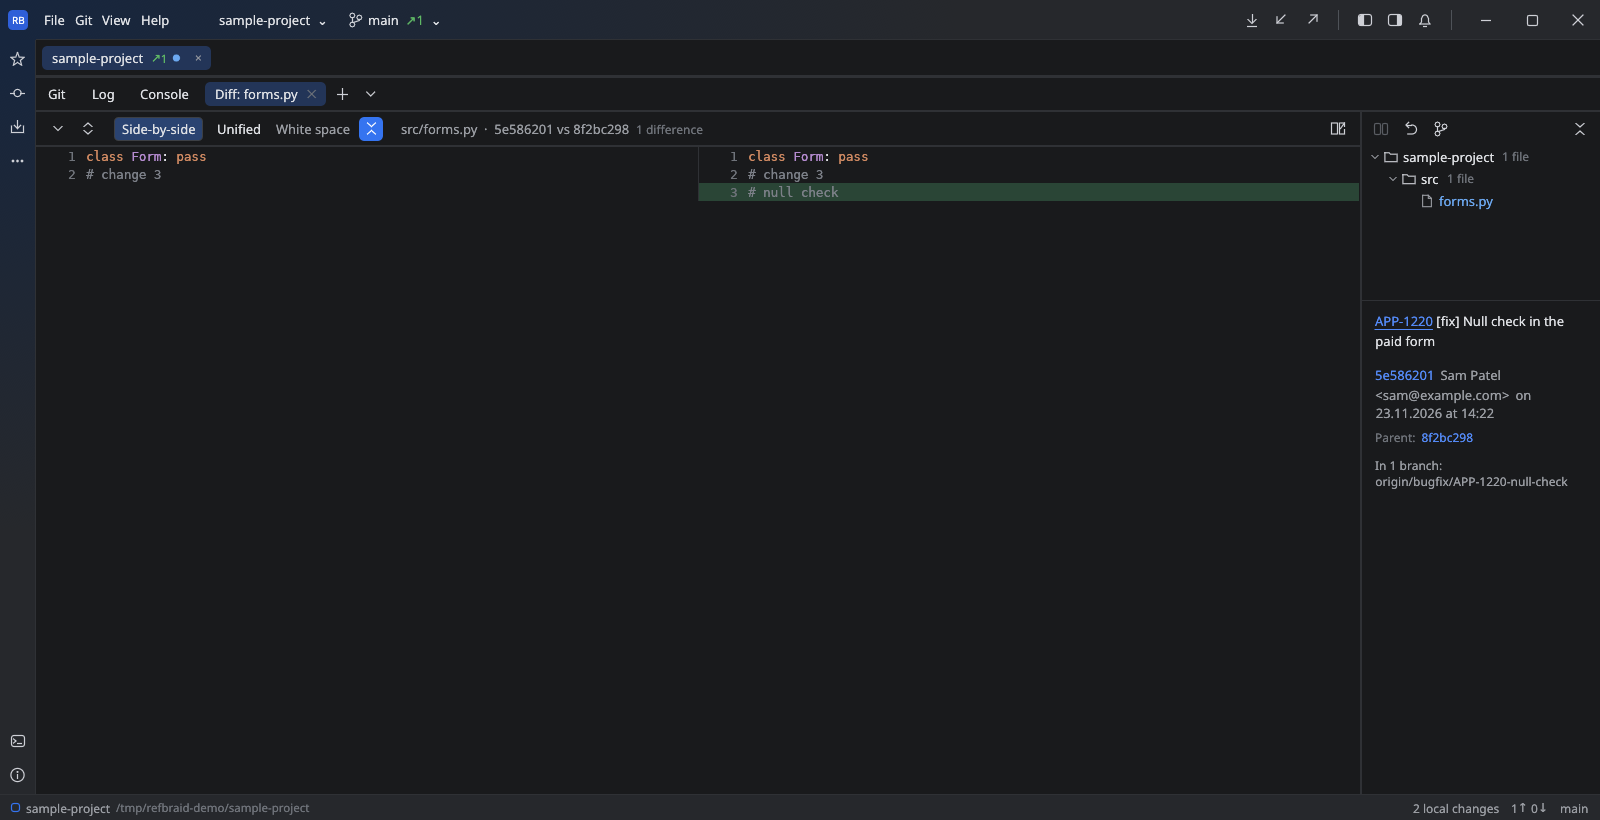 RB File Git View Help sample-project main ↗1
sample-project ↗1 ×
Git Log Console Diff: forms.py
Side-by-side Unified White space src/forms.py · 5e586201 vs 8f2bc298 1 difference
1 class Form: pass
2 # change 3
1 class Form: pass
2 # change 3
3 # null check
sample-project 1 file
src 1 file
forms.py
APP-1220 [fix] Null check in the
paid form
5e586201 Sam Patel
<sam@example.com> on
23.11.2026 at 14:22
Parent: 8f2bc298
In 1 branch:
origin/bugfix/APP-1220-null-check
sample-project /tmp/refbraid-demo/sample-project
2 local changes 1↑ 0↓ main